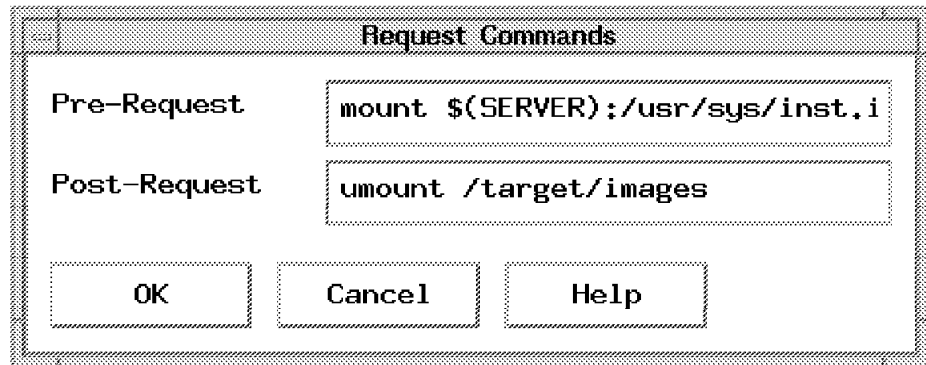 Request Commands
Pre-Request mount $(SERVER):/usr/sys/inst.i
Post-Request umount /target/images
OK Cancel Help